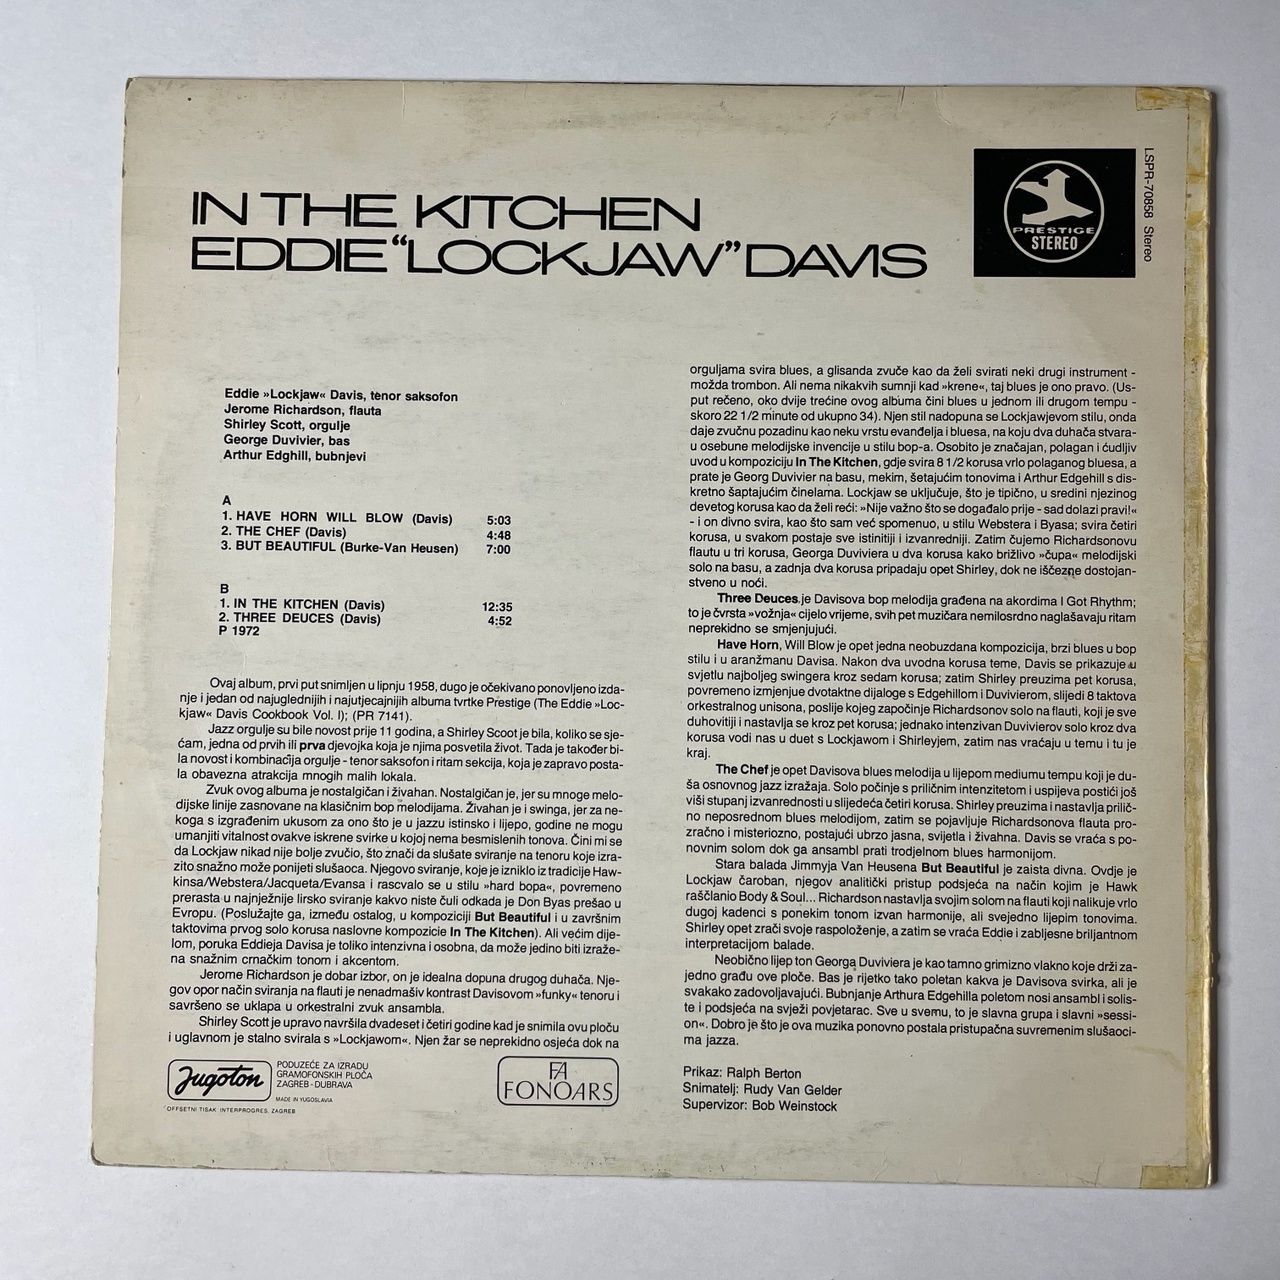 IN THE KITCHEN
EDDIE “LOCKJAW” DAVIS
PRESTIGE
STEREO
LSPR-70858 Stereo
Eddie »Lockjaw« Davis, tenor saksofon
Jerome Richardson, flauta
Shirley Scott, orgulje
George Duvivier, bas
Arthur Edghill, bubnjevi
A
1. HAVE HORN WILL BLOW (Davis) 5:03
2. THE CHEF (Davis) 4:48
3. BUT BEAUTIFUL (Burke-Van Heusen) 7:00
B
1. IN THE KITCHEN (Davis) 12:35
2. THREE DEUCES (Davis) 4:52
P 1972
Ovaj album, prvi put snimljen u lipnju 1958, dugo je očekivano ponovljeno izda-
nje i jedan od najuglednijih i najutjecajnijih albuma tvrtke Prestige (The Eddie »Loc-
kjaw« Davis Cookbook Vol. I); (PR 7141).
Jazz orgulje su bile novost prije 11 godina, a Shirley Scoot je bila, koliko se sje-
ćam, jedna od prvih ili prva djevojka koja je njima posvetila život. Tada je također bi-
la novost i kombinacija orgulje - tenor saksofon i ritam sekcija, koja je zapravo posta-
la obavezna atrakcija mnogih malih lokala.
Zvuk ovog albuma je nostalgičan i živahan. Nostalgičan je, jer su mnoge melo-
dijske linije zasnovane na klasičnim bop melodijama. Živahan je i swinga, jer za ne-
koga s izgrađenim ukusom za ono što je u jazzu istinsko i lijepo, godine ne mogu
umanjiti vitalnost ovakve iskrene svirke u kojoj nema besmislenih tonova. Čini mi se
da Lockjaw nikad nije bolje zvučio, što znači da slušate sviranje na tenoru koje izra-
zito snažno može ponijeti slušaoca. Njegovo sviranje, koje je izniklo iz tradicije Haw-
kinsa/Webstera/Jacqueta/Evansa i rascvalo se u stilu »hard bopa«, povremeno
prerasta u najnježnije lirsko sviranje kakvo niste čuli odkada je Don Byas prešao u
Evropu. (Poslužajte ga, između ostalog, u kompoziciji But Beautiful i u završnim
taktovima prvog solo korusa naslovne kompozicie In The Kitchen). Ali većim dije-
lom, poruka Eddieja Davisa je toliko intenzivna i osobna, da može jedino biti izraže-
na snažnim crnačkim tonom i akcentom.
Jerome Richardson je dobar izbor, on je idealna dopuna drugog duhača. Nje-
gov opor način sviranja na flauti je nenadmašiv kontrast Davisovom »funky« tenoru i
savršeno se uklapa u orkestralni zvuk ansambla.
Shirley Scott je upravo navršila dvadeset i četiri godine kad je snimila ovu ploču
i uglavnom je stalno svirala s »Lockjawom«. Njen žar se neprekidno osjeća dok na
orguljama svira blues, a glisanda zvuče kao da želi svirati neki drugi instrument -
možda trombon. Ali nema nikakvih sumnji kad »krene«, taj blues je ono pravo. (Us-
put rečeno, oko dvije trećine ovog albuma čini blues u jednom ili drugom tempu -
skoro 22 1/2 minute od ukupno 34). Njen stil nadopuna se Lockjawjevom stilu, onda
daje zvučnu pozadinu kao neku vrstu evanđelja i bluesa, na koju dva duhača stvara-
u osebune melodijske invencije u stilu bop-a. Osobito je značajan, polagan i ćudljiv
uvod u kompoziciju In The Kitchen, gdje svira 8 1/2 korusa vrlo polaganog bluesa, a
prate je Georg Duvivier na basu, mekim, šetajućim tonovima i Arthur Edgehill s dis-
kretno šaptajućim činelama. Lockjaw se uključuje, što je tipično, u sredini njezinog
devetog korusa kao da želi reći: »Nije važno što se događalo prije - sad dolazi pravi!«
- i on divno svira, kao što sam već spomenuo, u stilu Webstera i Byasa; svira četiri
korusa, u svakom postaje sve istinitiji i izvanredniji. Zatim čujemo Richardsonovu
flautu u tri korusa, Georga Duviviera u dva korusa kako brižlivo »čupa« melodijski
solo na basu, a zadnja dva korusa pripadaju opet Shirley, dok ne iščezne dostojan-
stveno u noći.
Three Deuces je Davisova bop melodija građena na akordima I Got Rhythm;
to je čvrsta »vožnja« cijelo vrijeme, svih pet muzičara nemilosrdno naglašavaju ritam
neprekidno se smjenjujući.
Have Horn, Will Blow je opet jedna neobuzdana kompozicija, brzi blues u bop
stilu i u aranžmanu Davisa. Nakon dva uvodna korusa teme, Davis se prikazuje u
svjetlu najboljeg swingera kroz sedam korusa; zatim Shirley preuzima pet korusa,
povremeno izmjenjue dvotaktne dijaloge s Edgehillom i Duvivierom, slijedi 8 taktova
orkestralnog unisona, poslije kojeg započinje Richardsonov solo na flauti, koji je sve
duhovitiji i nastavlja se kroz pet korusa; jednako intenzivan Duvivierov solo kroz dva
korusa vodi nas u duet s Lockjawom i Shirleyjem, zatim nas vraćaju u temu i tu je
kraj.
The Chef je opet Davisova blues melodija u lijepom mediumu tempu koji je du-
ša osnovnog jazz izražaja. Solo počinje s priličnim intenzitetom i uspijeva postići još
viši stupanj izvanrednosti u slijedeća četiri korusa. Shirley preuzima i nastavlja prilič-
no neposrednom blues melodijom, zatim se pojavljuje Richardsonova flauta pro-
zračno i misteriozno, postajući ubrzo jasna, svijetla i živahna. Davis se vraća s po-
novnim solom dok ga ansambl prati trodjelnom blues harmonijom.
Stara balada Jimmyja Van Heusena But Beautiful je zaista divna. Ovdje je
Lockjaw čaroban, njegov analitički pristup podsjeća na način kojim je Hawk
raščlanio Body & Soul... Richardson nastavlja svojim solom na flauti koji nalikuje vrlo
dugoj kadenci s ponekim tonom izvan harmonije, ali svejedno lijepim tonovima.
Shirley opet zrači svoje raspoloženje, a zatim se vraća Eddie i zabljesne briljantnom
interpretacijom balade.
Neobično lijep ton Georga Duviviera je kao tamno grimizno vlakno koje drži za-
jedno građu ove ploče. Bas je rijetko tako poletan kakva je Davisova svirka, ali je
svakako zadovoljavajući. Bubnjanje Arthura Edgehilla poletom nosi ansambl i solis-
te i podsjeća na svježi povjetarac. Sve u svemu, to je slavna grupa i slavni »sessi-
on«. Dobro je što je ova muzika ponovno postala pristupačna suvremenim slušaoci-
ma jazza.
Prikaz: Ralph Berton
Snimatelj: Rudy Van Gelder
Supervizor: Bob Weinstock
Jugoton
PODUZEĆE ZA IZRADU
GRAMOFONSKIH PLOČA
ZAGREB - DUBRAVA
MADE IN YUGOSLAVIA
OFFSETNI TISAK: INTERPROGRES, ZAGREB
FA
FONOARS